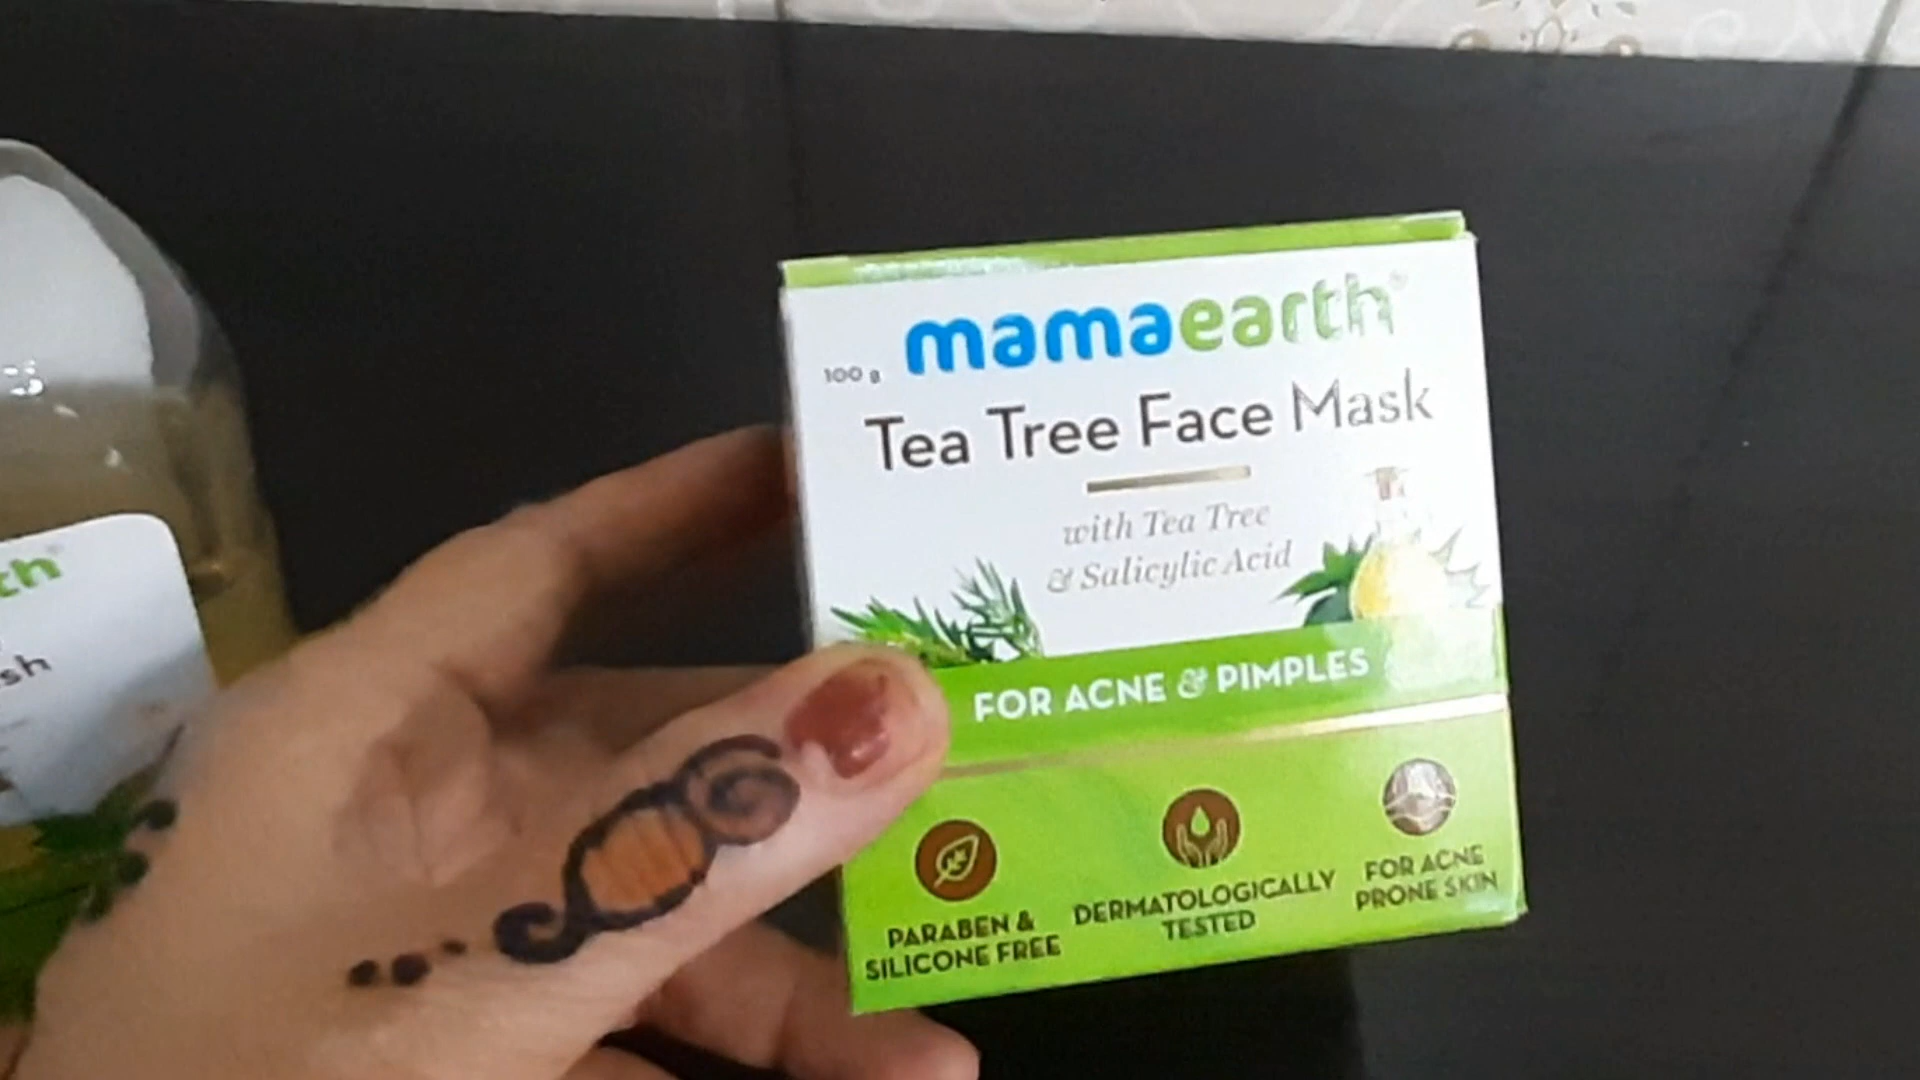 mamaearth
100 g
Tea Tree Face Mask
with Tea Tree
& Salicylic Acid
FOR ACNE & PIMPLES
PARABEN &
SILICONE FREE
DERMATOLOGICALLY
TESTED
FOR ACNE
PRONE SKIN
th
sh